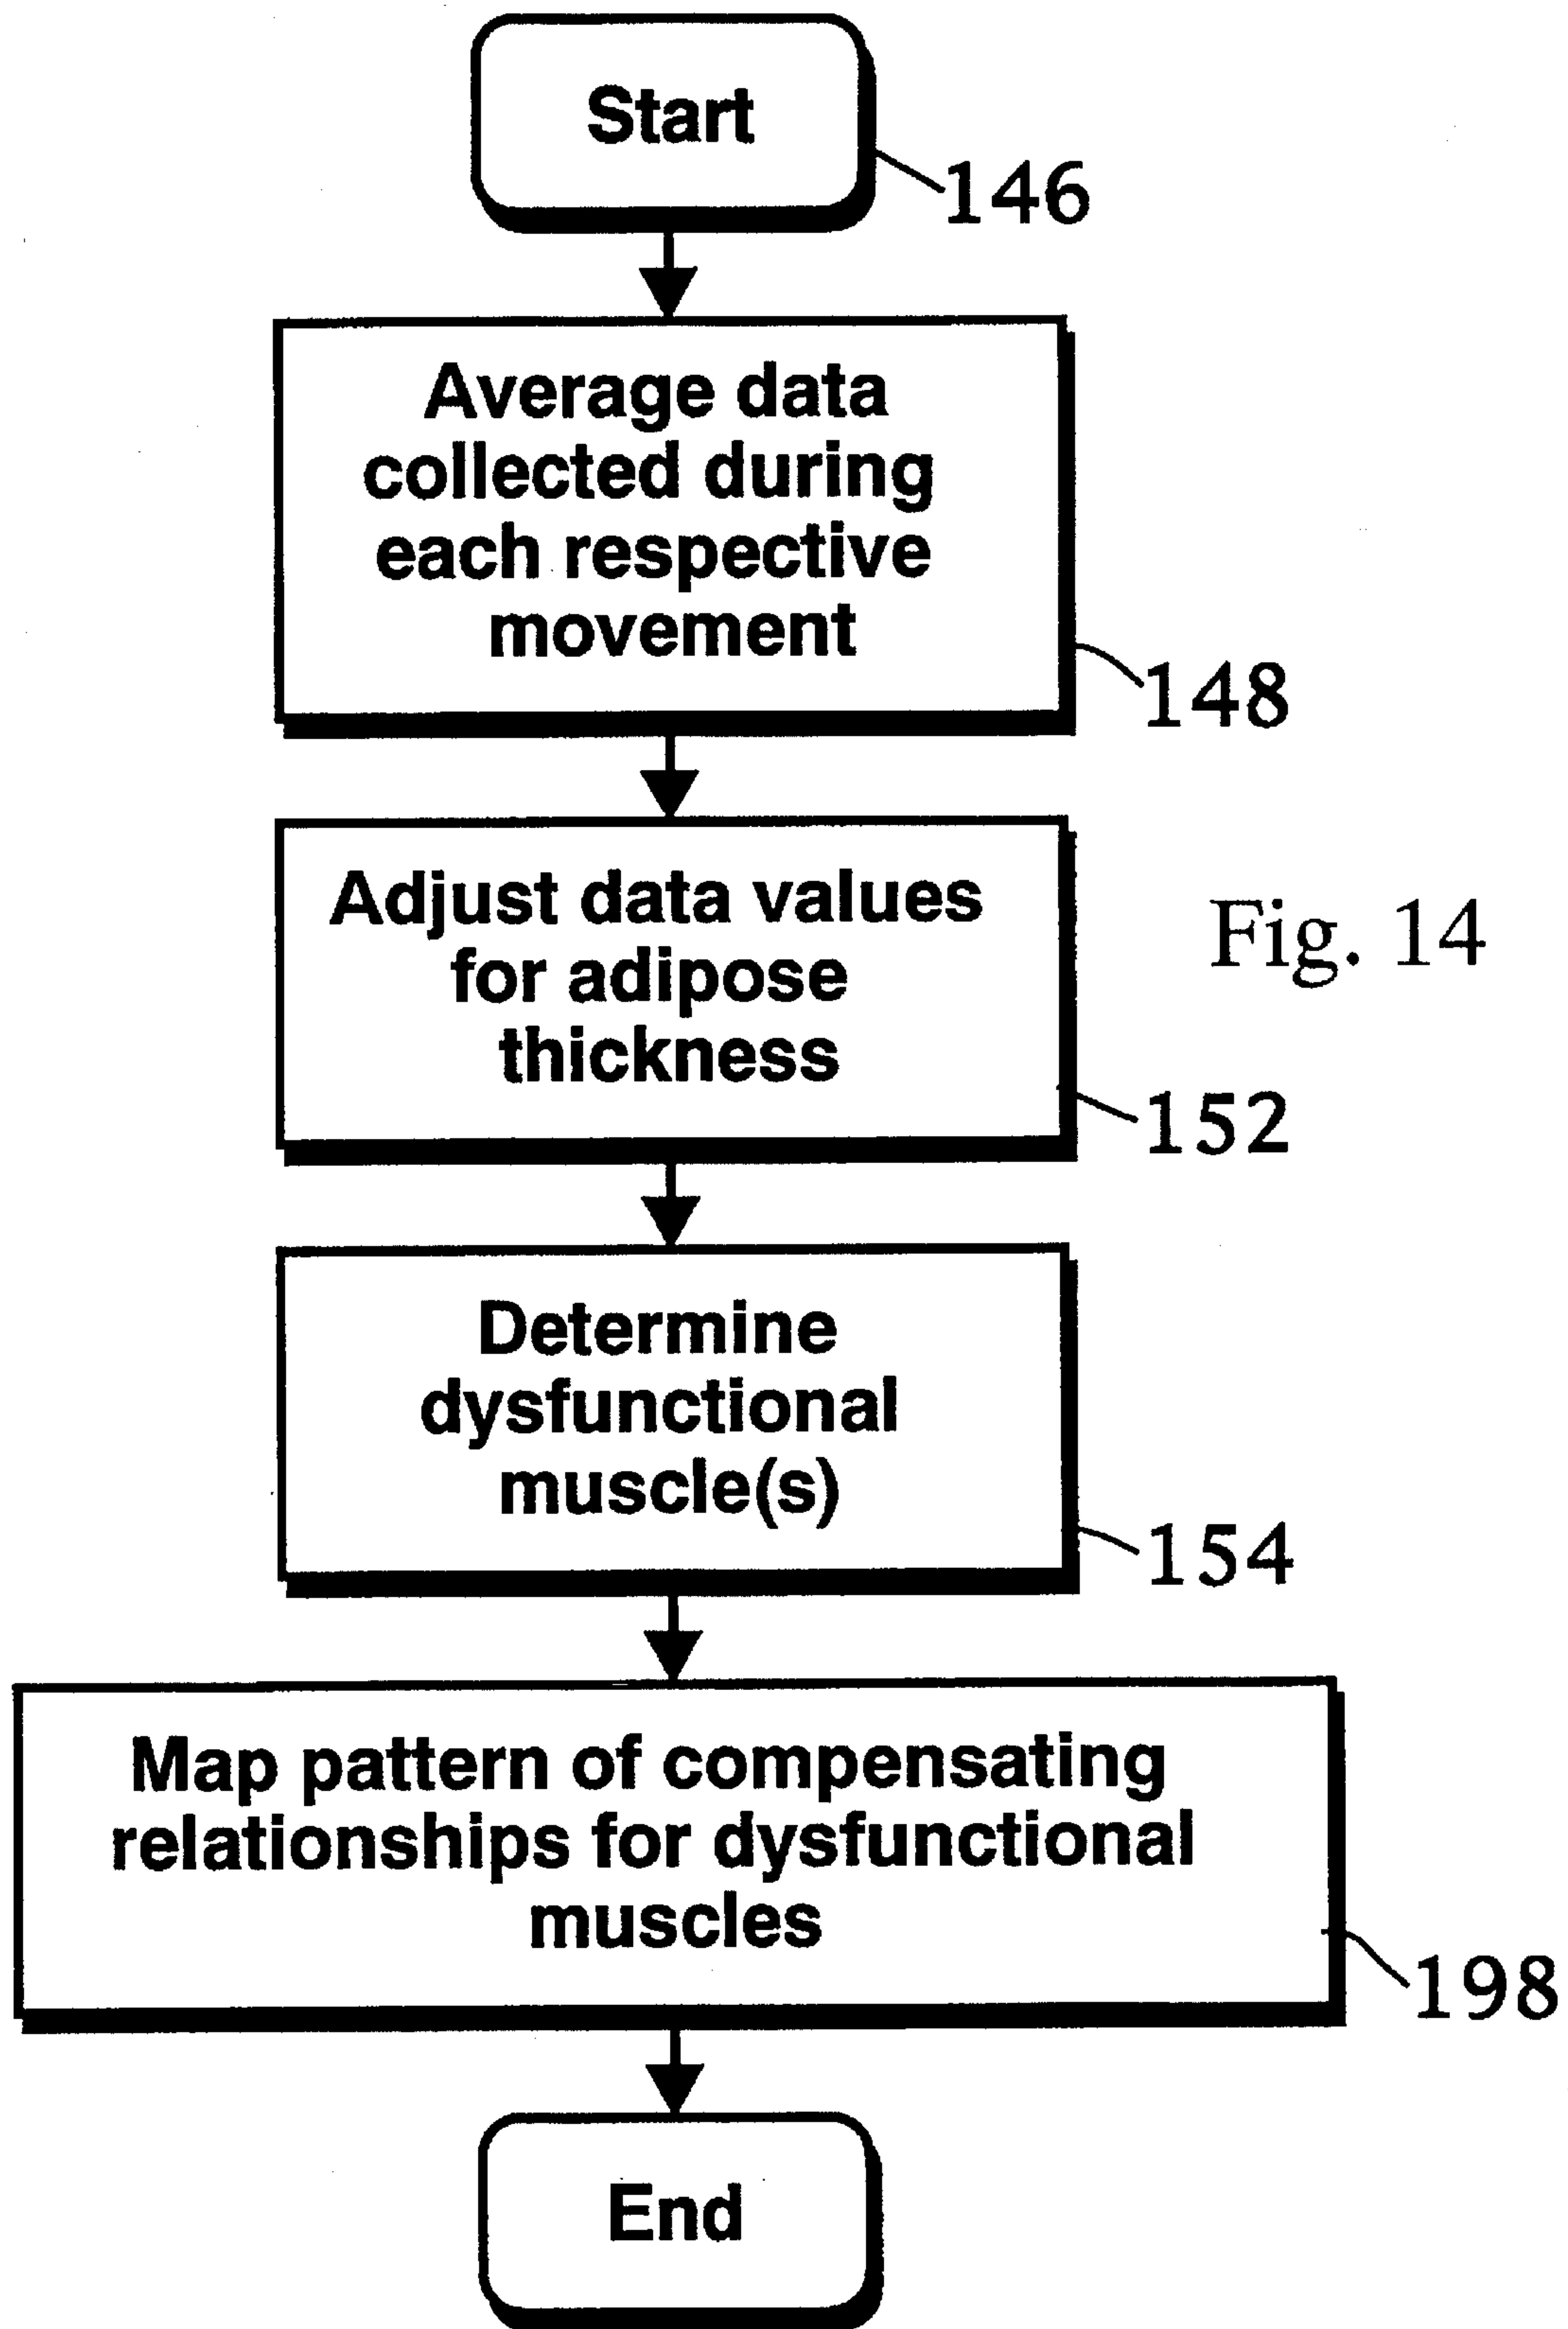 Start
146
Average data
collected during
each respective
movement
148
Adjust data values
for adipose
thickness
152
Fig. 14
Determine
dysfunctional
muscle(s)
154
Map pattern of compensating
relationships for dysfunctional
muscles
198
End